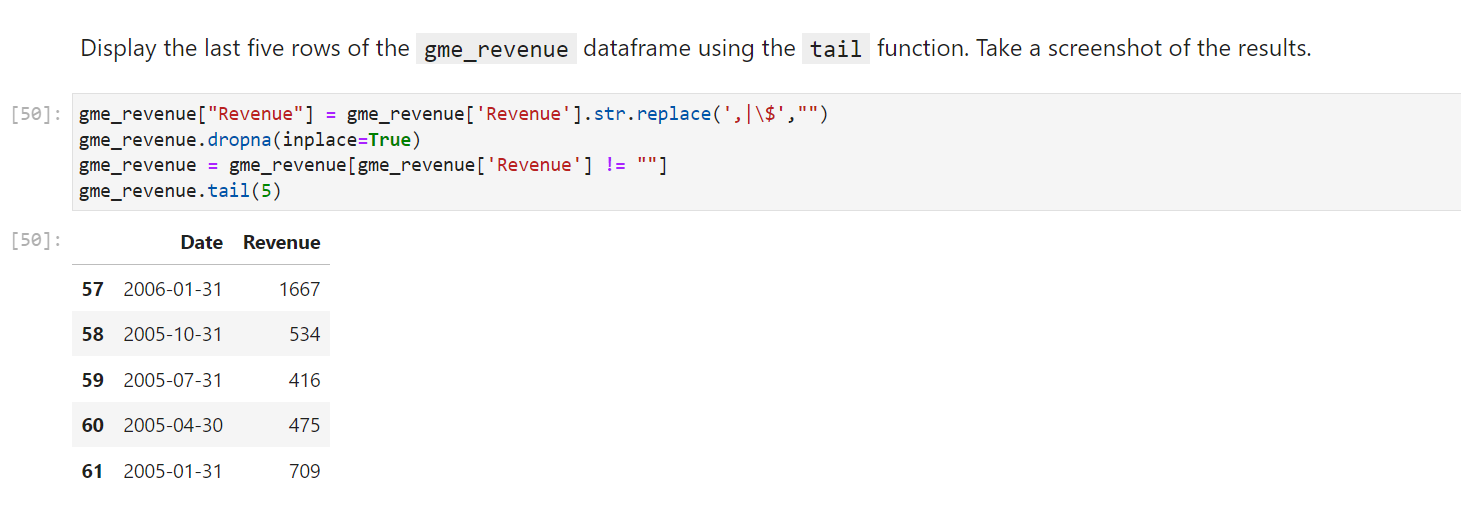 Display the last five rows of the gme_revenue dataframe using the tail function. Take a screenshot of the results.
[50]: gme_revenue["Revenue"] = gme_revenue['Revenue'].str.replace(',|\$',"")
gme_revenue.dropna(inplace=True)
gme_revenue = gme_revenue[gme_revenue['Revenue'] != ""]
gme_revenue.tail(5)
[50]: Date Revenue
57 2006-01-31 1667
58 2005-10-31 534
59 2005-07-31 416
60 2005-04-30 475
61 2005-01-31 709